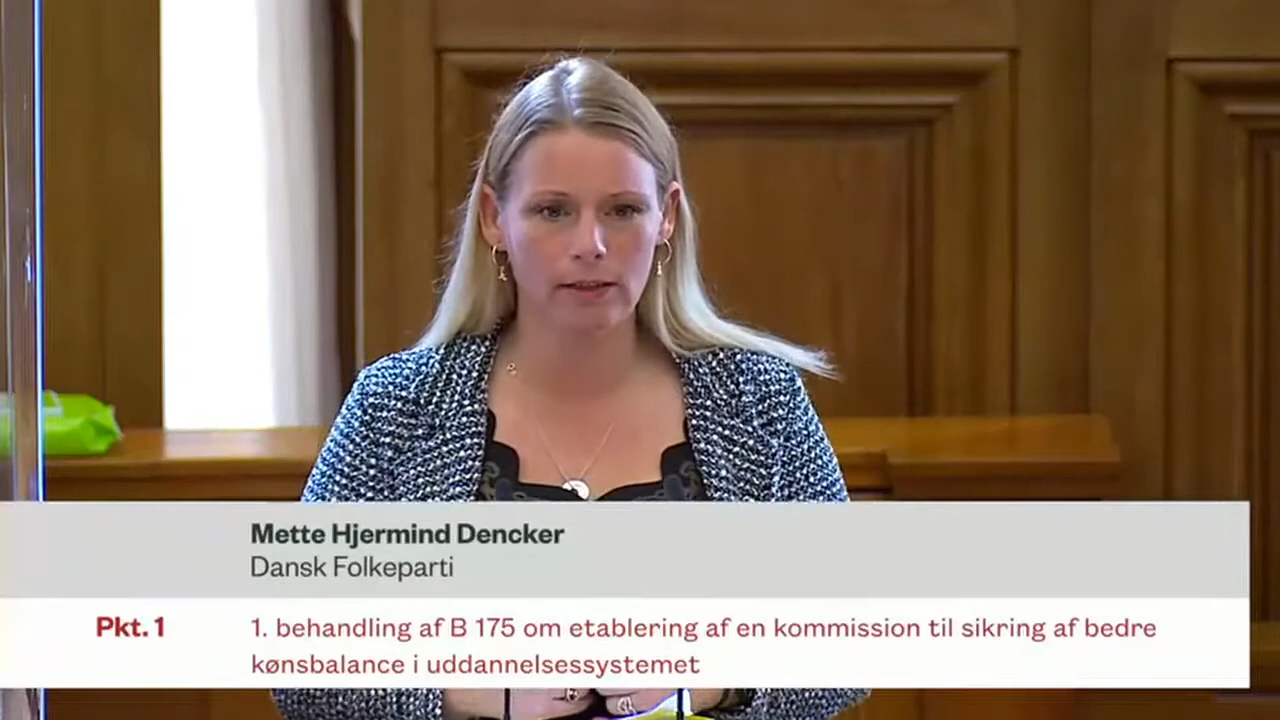 Mette Hjermind Dencker
Dansk Folkeparti
Pkt. 1
1. behandling af B 175 om etablering af en kommission til sikring af bedre
kønsbalance i uddannelsessystemet